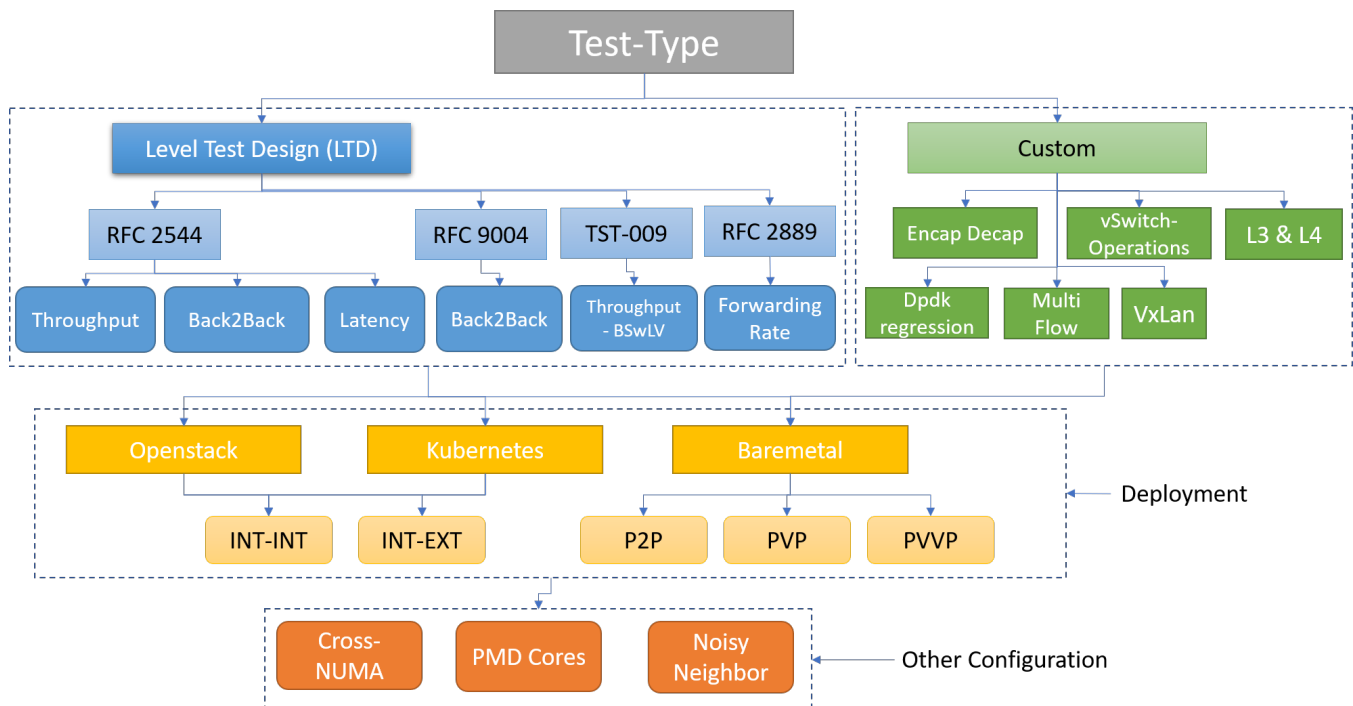 Test-Type
Level Test Design (LTD)
Custom
RFC 2544
RFC 9004
TST-009
RFC 2889
Encap Decap
vSwitch-
Operations
L3 & L4
Throughput
Back2Back
Latency
Back2Back
Throughput
- BSwLV
Forwarding
Rate
Dpdk
regression
Multi
Flow
VxLan
Openstack
Kubernetes
Baremetal
Deployment
INT-INT
INT-EXT
P2P
PVP
PVVP
Cross-
NUMA
PMD Cores
Noisy
Neighbor
Other Configuration